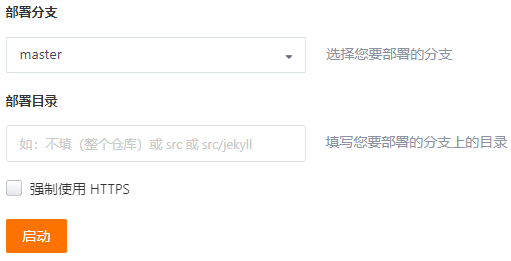 部署分支
master 选择您要部署的分支
部署目录
如：不填（整个仓库）或 src 或 src/jekyll 填写您要部署的分支上的目录
强制使用 HTTPS
启动